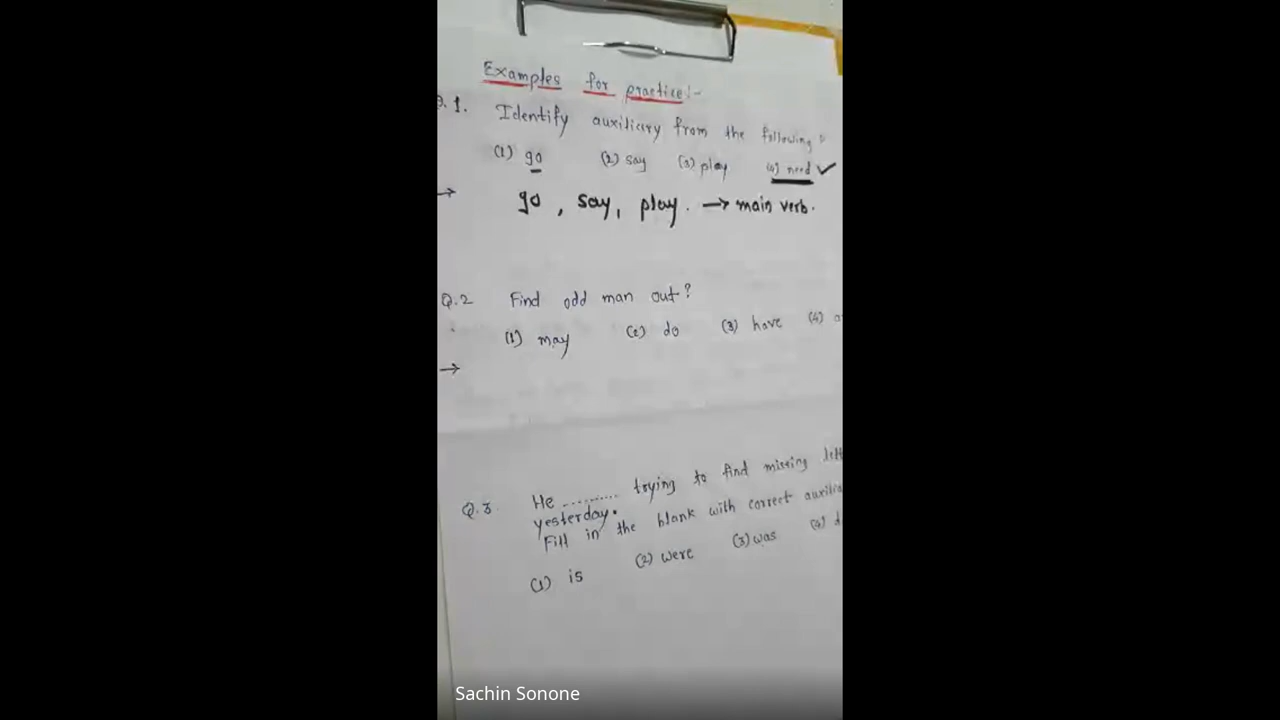 Examples for practice:-
Q.1. Identify auxiliary from the following :
(1) go (2) say (3) play (4) need ✓
→ go, say, play. → main verb.
Q.2 Find odd man out?
(1) may (2) do (3) have (4)
→
Q.3. He .......... trying to find missing
yesterday.
Fill in the blank with correct
(1) is (2) were (3) was (4)
Sachin Sonone